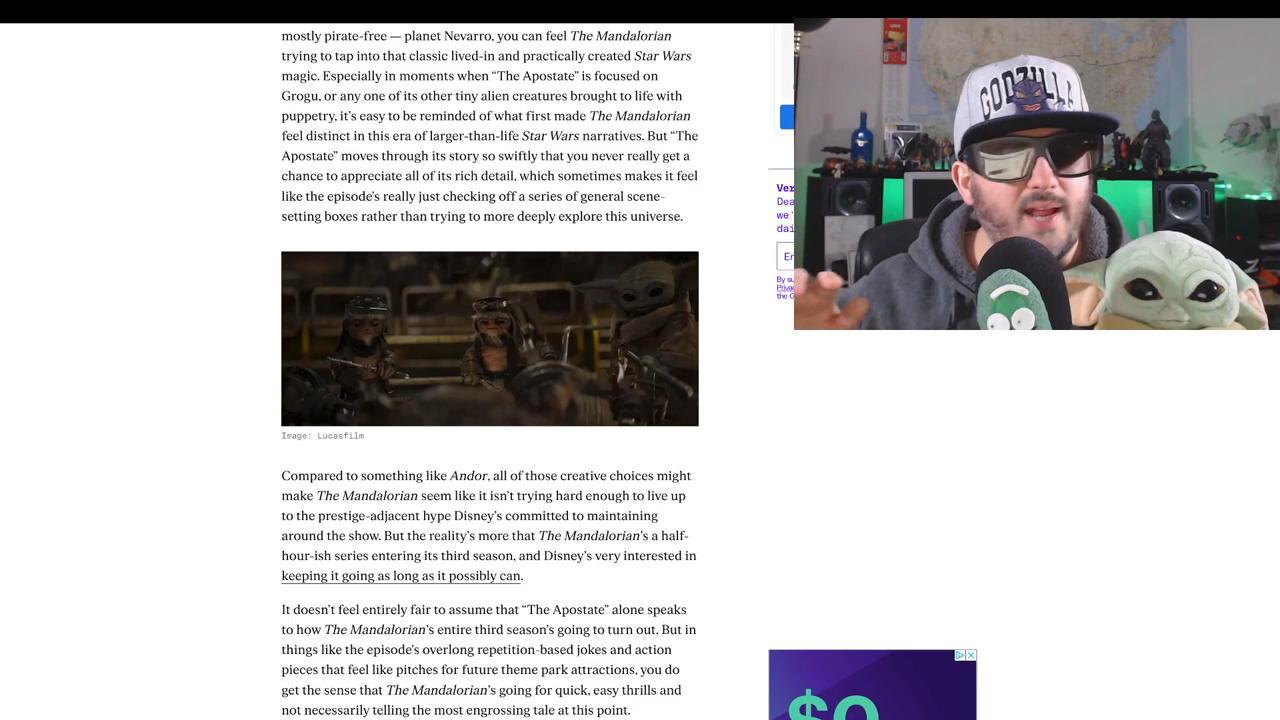 mostly pirate-free — planet Nevarro, you can feel The Mandalorian
trying to tap into that classic lived-in and practically created Star Wars
magic. Especially in moments when “The Apostate” is focused on
Grogu, or any one of its other tiny alien creatures brought to life with
puppetry, it’s easy to be reminded of what first made The Mandalorian
feel distinct in this era of larger-than-life Star Wars narratives. But “The
Apostate” moves through its story so swiftly that you never really get a
chance to appreciate all of its rich detail, which sometimes makes it feel
like the episode’s really just checking off a series of general scene-
setting boxes rather than trying to more deeply explore this universe.
Image: Lucasfilm
Compared to something like Andor, all of those creative choices might
make The Mandalorian seem like it isn’t trying hard enough to live up
to the prestige-adjacent hype Disney’s committed to maintaining
around the show. But the reality’s more that The Mandalorian’s a half-
hour-ish series entering its third season, and Disney’s very interested in
keeping it going as long as it possibly can.
It doesn’t feel entirely fair to assume that “The Apostate” alone speaks
to how The Mandalorian’s entire third season’s going to turn out. But in
things like the episode’s overlong repetition-based jokes and action
pieces that feel like pitches for future theme park attractions, you do
get the sense that The Mandalorian’s going for quick, easy thrills and
not necessarily telling the most engrossing tale at this point.
Ver
Dea
we'
dai
En
By su
Priva
the G
GODZILLA
$0